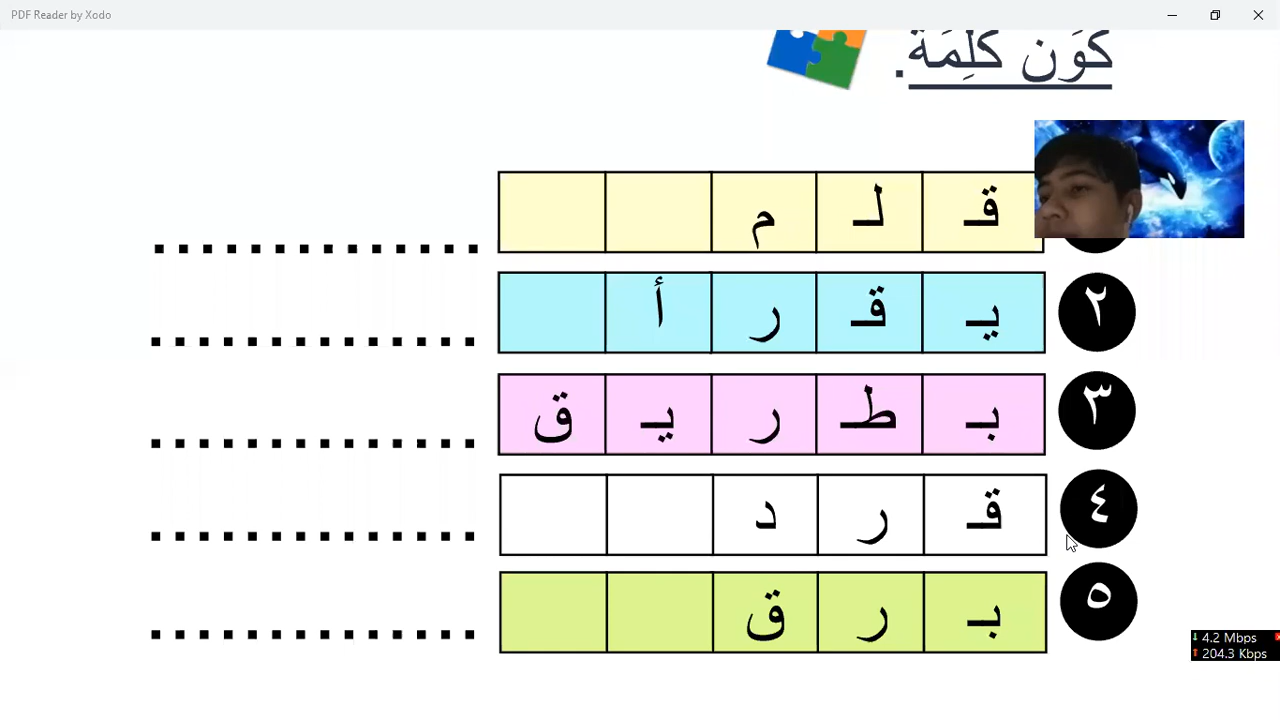 PDF Reader by Xodo
كَوَن كَلِمَة.
قـ لـ م
٢ يـ قـ ر أ
٣ بـ طـ ر يـ ق
٤ قـ ر د
٥ بـ ر ق
4.2 Mbps
204.3 Kbps